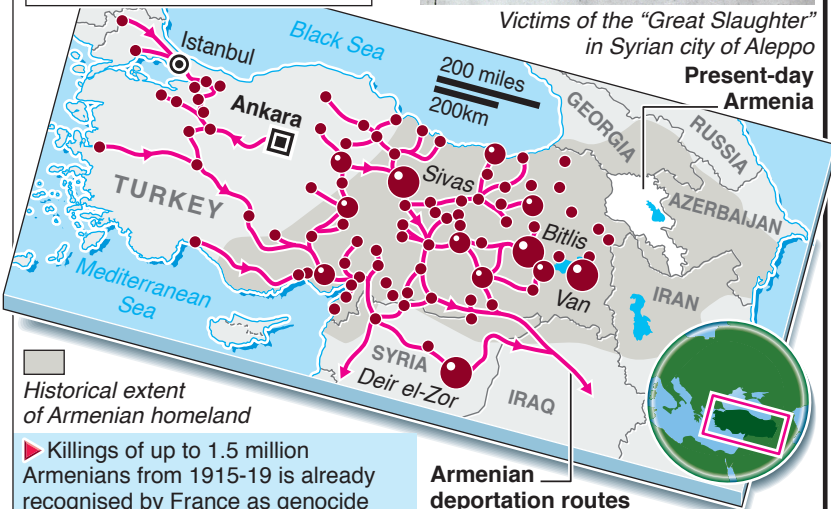 Victims of the “Great Slaughter”
in Syrian city of Aleppo
Present-day
Armenia
Black Sea
Istanbul
200 miles
200km
Ankara
GEORGIA
RUSSIA
AZERBAIJAN
TURKEY
Sivas
Bitlis
Van
IRAN
Mediterranean
Sea
SYRIA
Deir el-Zor
IRAQ
Historical extent
of Armenian homeland
Killings of up to 1.5 million
Armenians from 1915-19 is already
recognised by France as genocide
Armenian
deportation routes